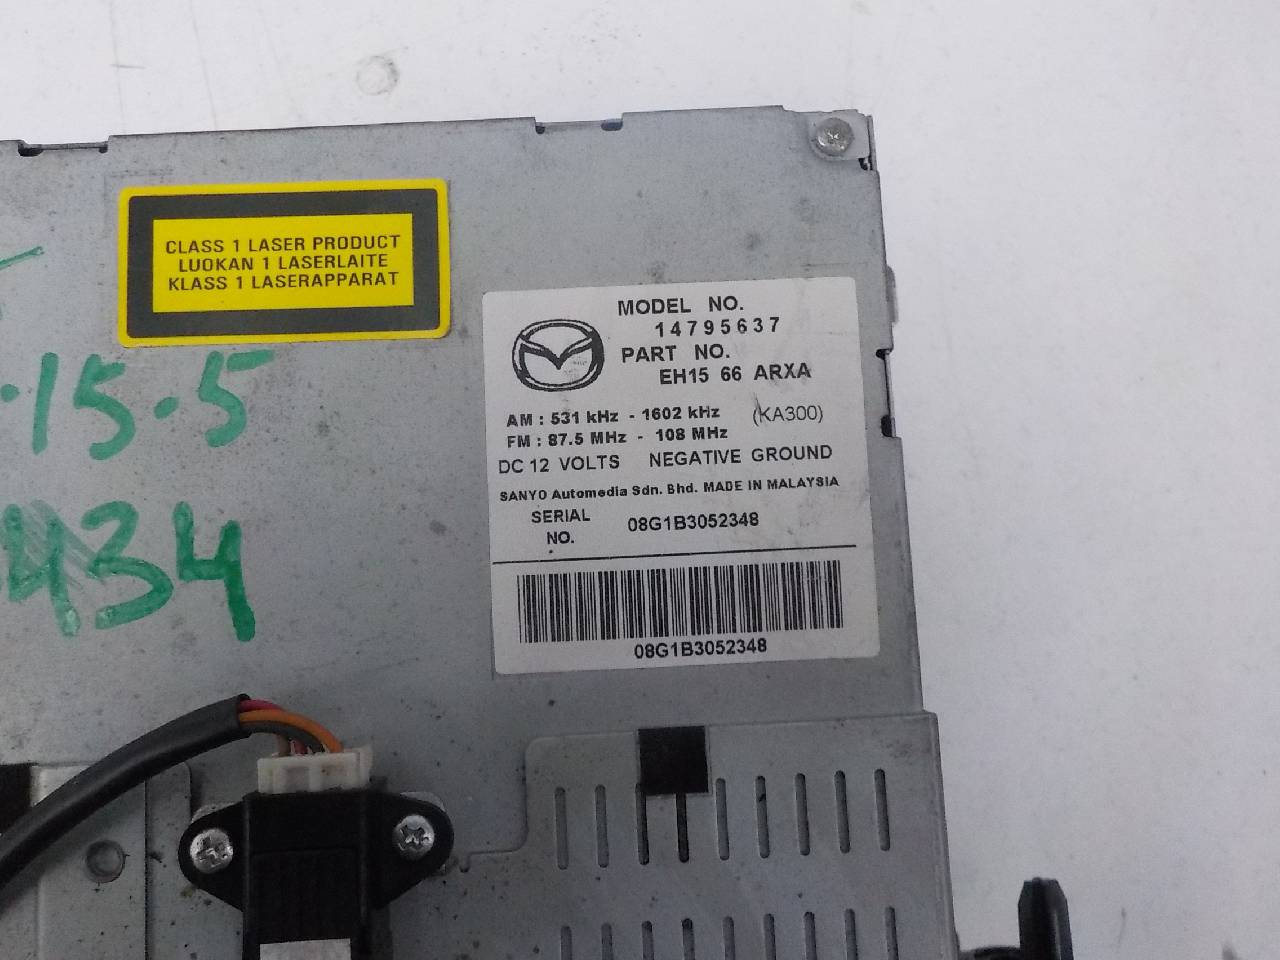 CLASS 1 LASER PRODUCT
LUOKAN 1 LASERLAITE
KLASS 1 LASERAPPARAT
MODEL NO.
14795637
PART NO.
EH15 66 ARXA
AM : 531 kHz - 1602 kHz (KA300)
FM : 87.5 MHz - 108 MHz
DC 12 VOLTS NEGATIVE GROUND
SANYO Automedia Sdn. Bhd. MADE IN MALAYSIA
SERIAL NO. 08G1B3052348
08G1B3052348
·15-5
434